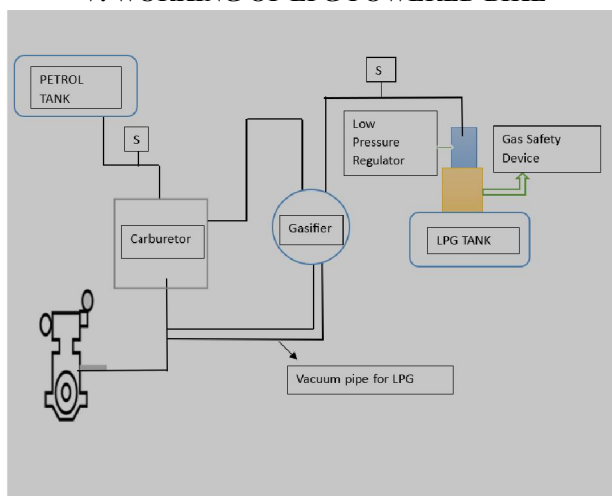 PETROL
TANK
S
S
Low
Pressure
Regulator
Gas Safety
Device
Carburetor
Gasifier
LPG TANK
Vacuum pipe for LPG